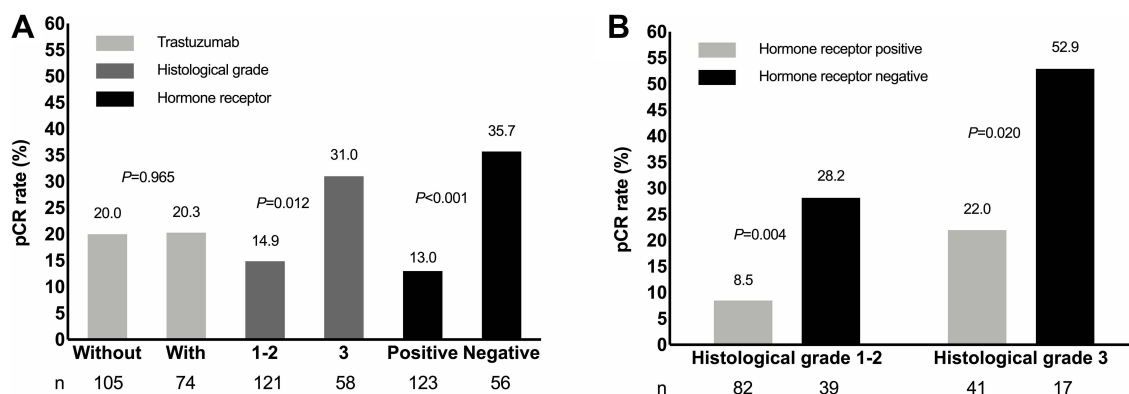 A
pCR rate (%)
60
55
50
45
40
35
30
25
20
15
10
5
0
Trastuzumab
Histological grade
Hormone receptor
P=0.965
P=0.012
P<0.001
20.0
20.3
14.9
31.0
13.0
35.7
Without With 1-2 3 Positive Negative
n 105 74 121 58 123 56
B
pCR rate (%)
60
55
50
45
40
35
30
25
20
15
10
5
0
Hormone receptor positive
Hormone receptor negative
P=0.004
P=0.020
8.5
28.2
22.0
52.9
Histological grade 1-2 Histological grade 3
n 82 39 41 17